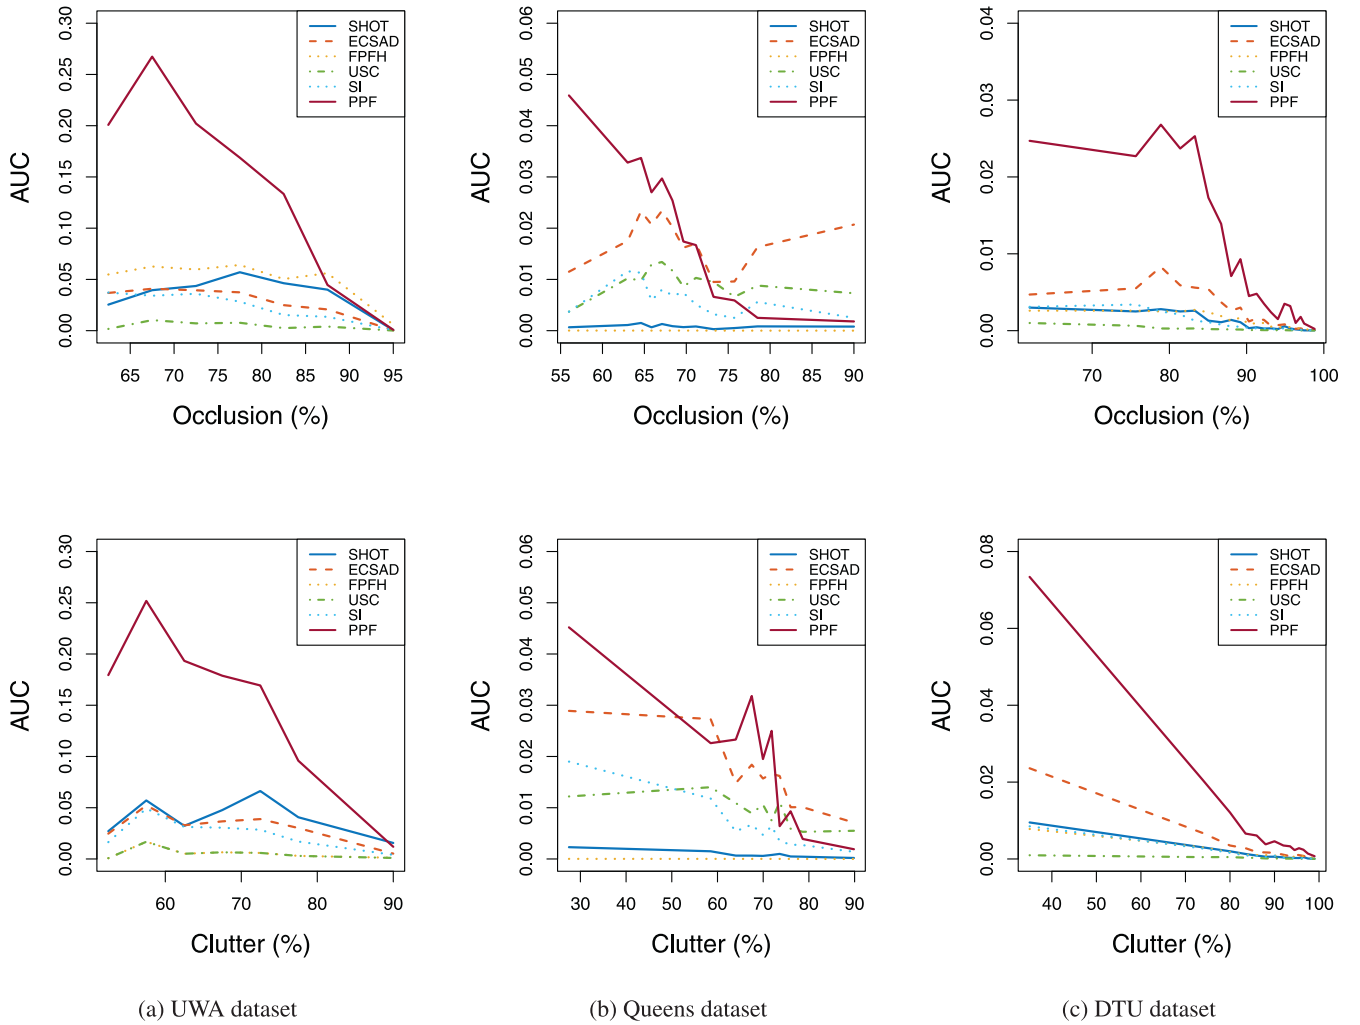 AUC
0.00 0.05 0.10 0.15 0.20 0.25 0.30
SHOT
ECSAD
FPFH
USC
SI
PPF
65 70 75 80 85 90 95
Occlusion (%)
AUC
0.00 0.01 0.02 0.03 0.04 0.05 0.06
SHOT
ECSAD
FPFH
USC
SI
PPF
55 60 65 70 75 80 85 90
Occlusion (%)
AUC
0.00 0.01 0.02 0.03 0.04
SHOT
ECSAD
FPFH
USC
SI
PPF
70 80 90 100
Occlusion (%)
AUC
0.00 0.05 0.10 0.15 0.20 0.25 0.30
SHOT
ECSAD
FPFH
USC
SI
PPF
60 70 80 90
Clutter (%)
AUC
0.00 0.01 0.02 0.03 0.04 0.05 0.06
SHOT
ECSAD
FPFH
USC
SI
PPF
30 40 50 60 70 80 90
Clutter (%)
AUC
0.00 0.02 0.04 0.06 0.08
SHOT
ECSAD
FPFH
USC
SI
PPF
40 50 60 70 80 90 100
Clutter (%)
(a) UWA dataset
(b) Queens dataset
(c) DTU dataset